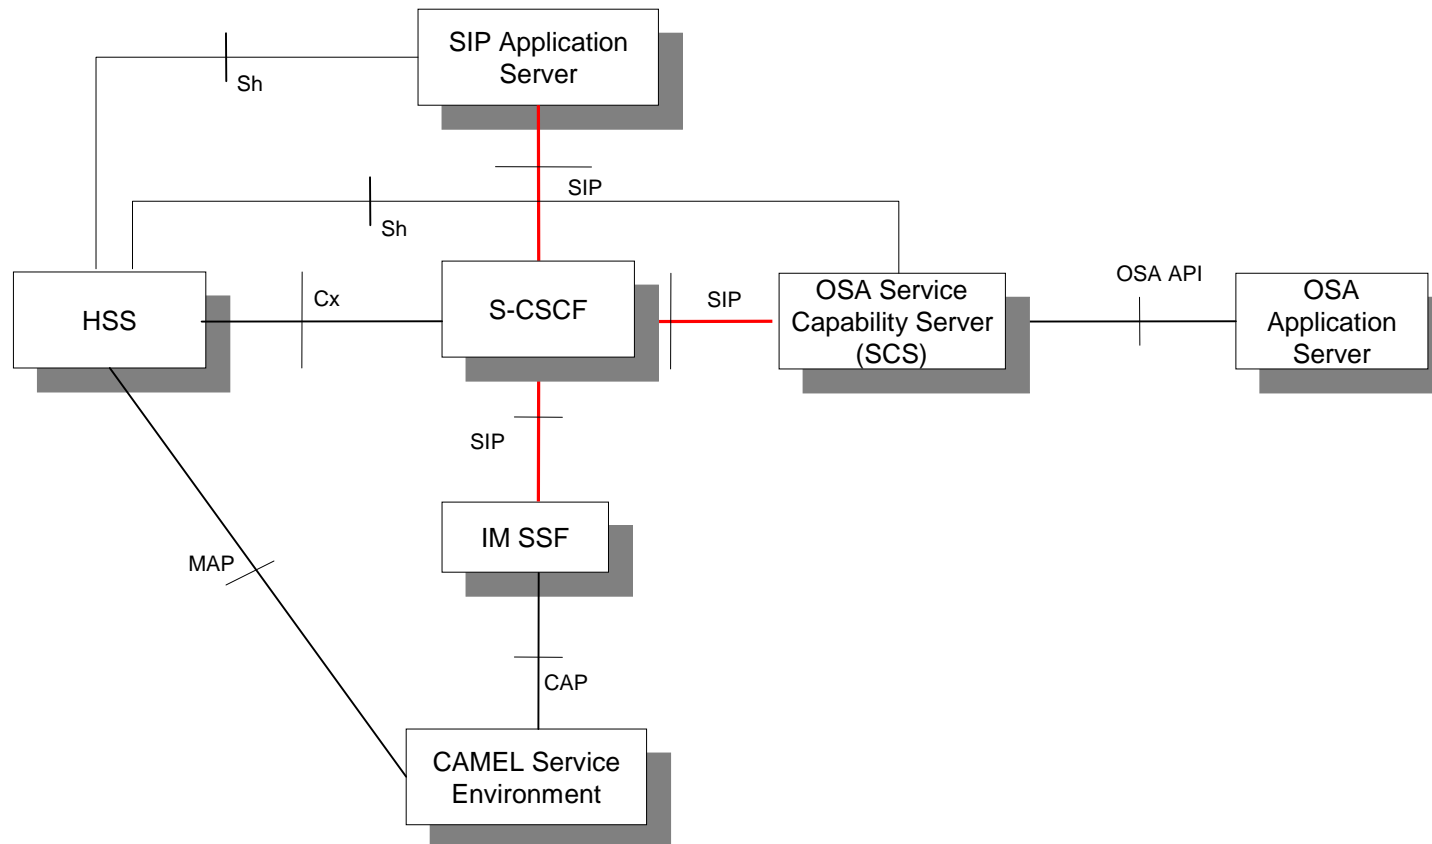 SIP Application
Server
Sh
SIP
Sh
HSS
Cx
S-CSCF
SIP
OSA Service
Capability Server
(SCS)
OSA API
OSA
Application
Server
SIP
IM SSF
MAP
CAP
CAMEL Service
Environment